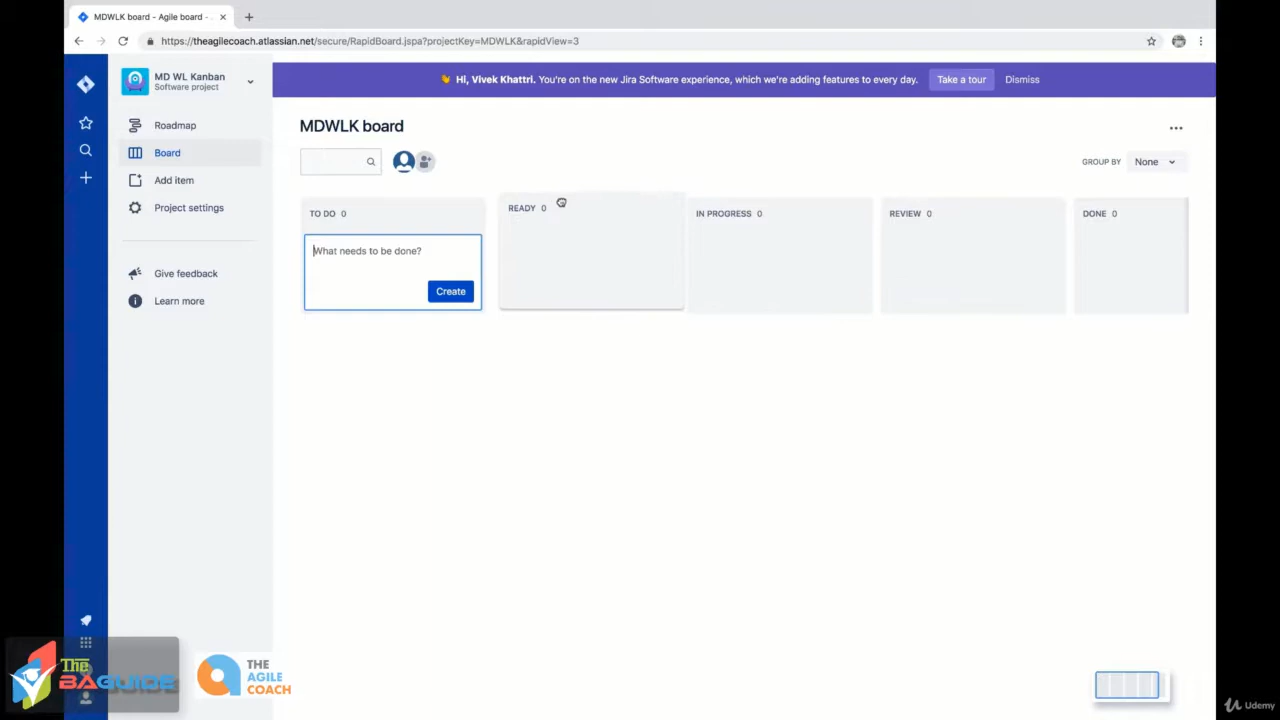 MDWLK board - Agile board -
https://theagilecoach.atlassian.net/secure/RapidBoard.jspa?projectKey=MDWLK&rapidView=3
MD WL Kanban
Software project
Hi, Vivek Khattri. You're on the new Jira Software experience, which we're adding features to every day.
Take a tour
Dismiss
Roadmap
Board
Add item
Project settings
Give feedback
Learn more
MDWLK board
GROUP BY
None
TO DO 0
READY 0
IN PROGRESS 0
REVIEW 0
DONE 0
What needs to be done?
Create
The
BAGUIDE
THE
AGILE
COACH
Udemy